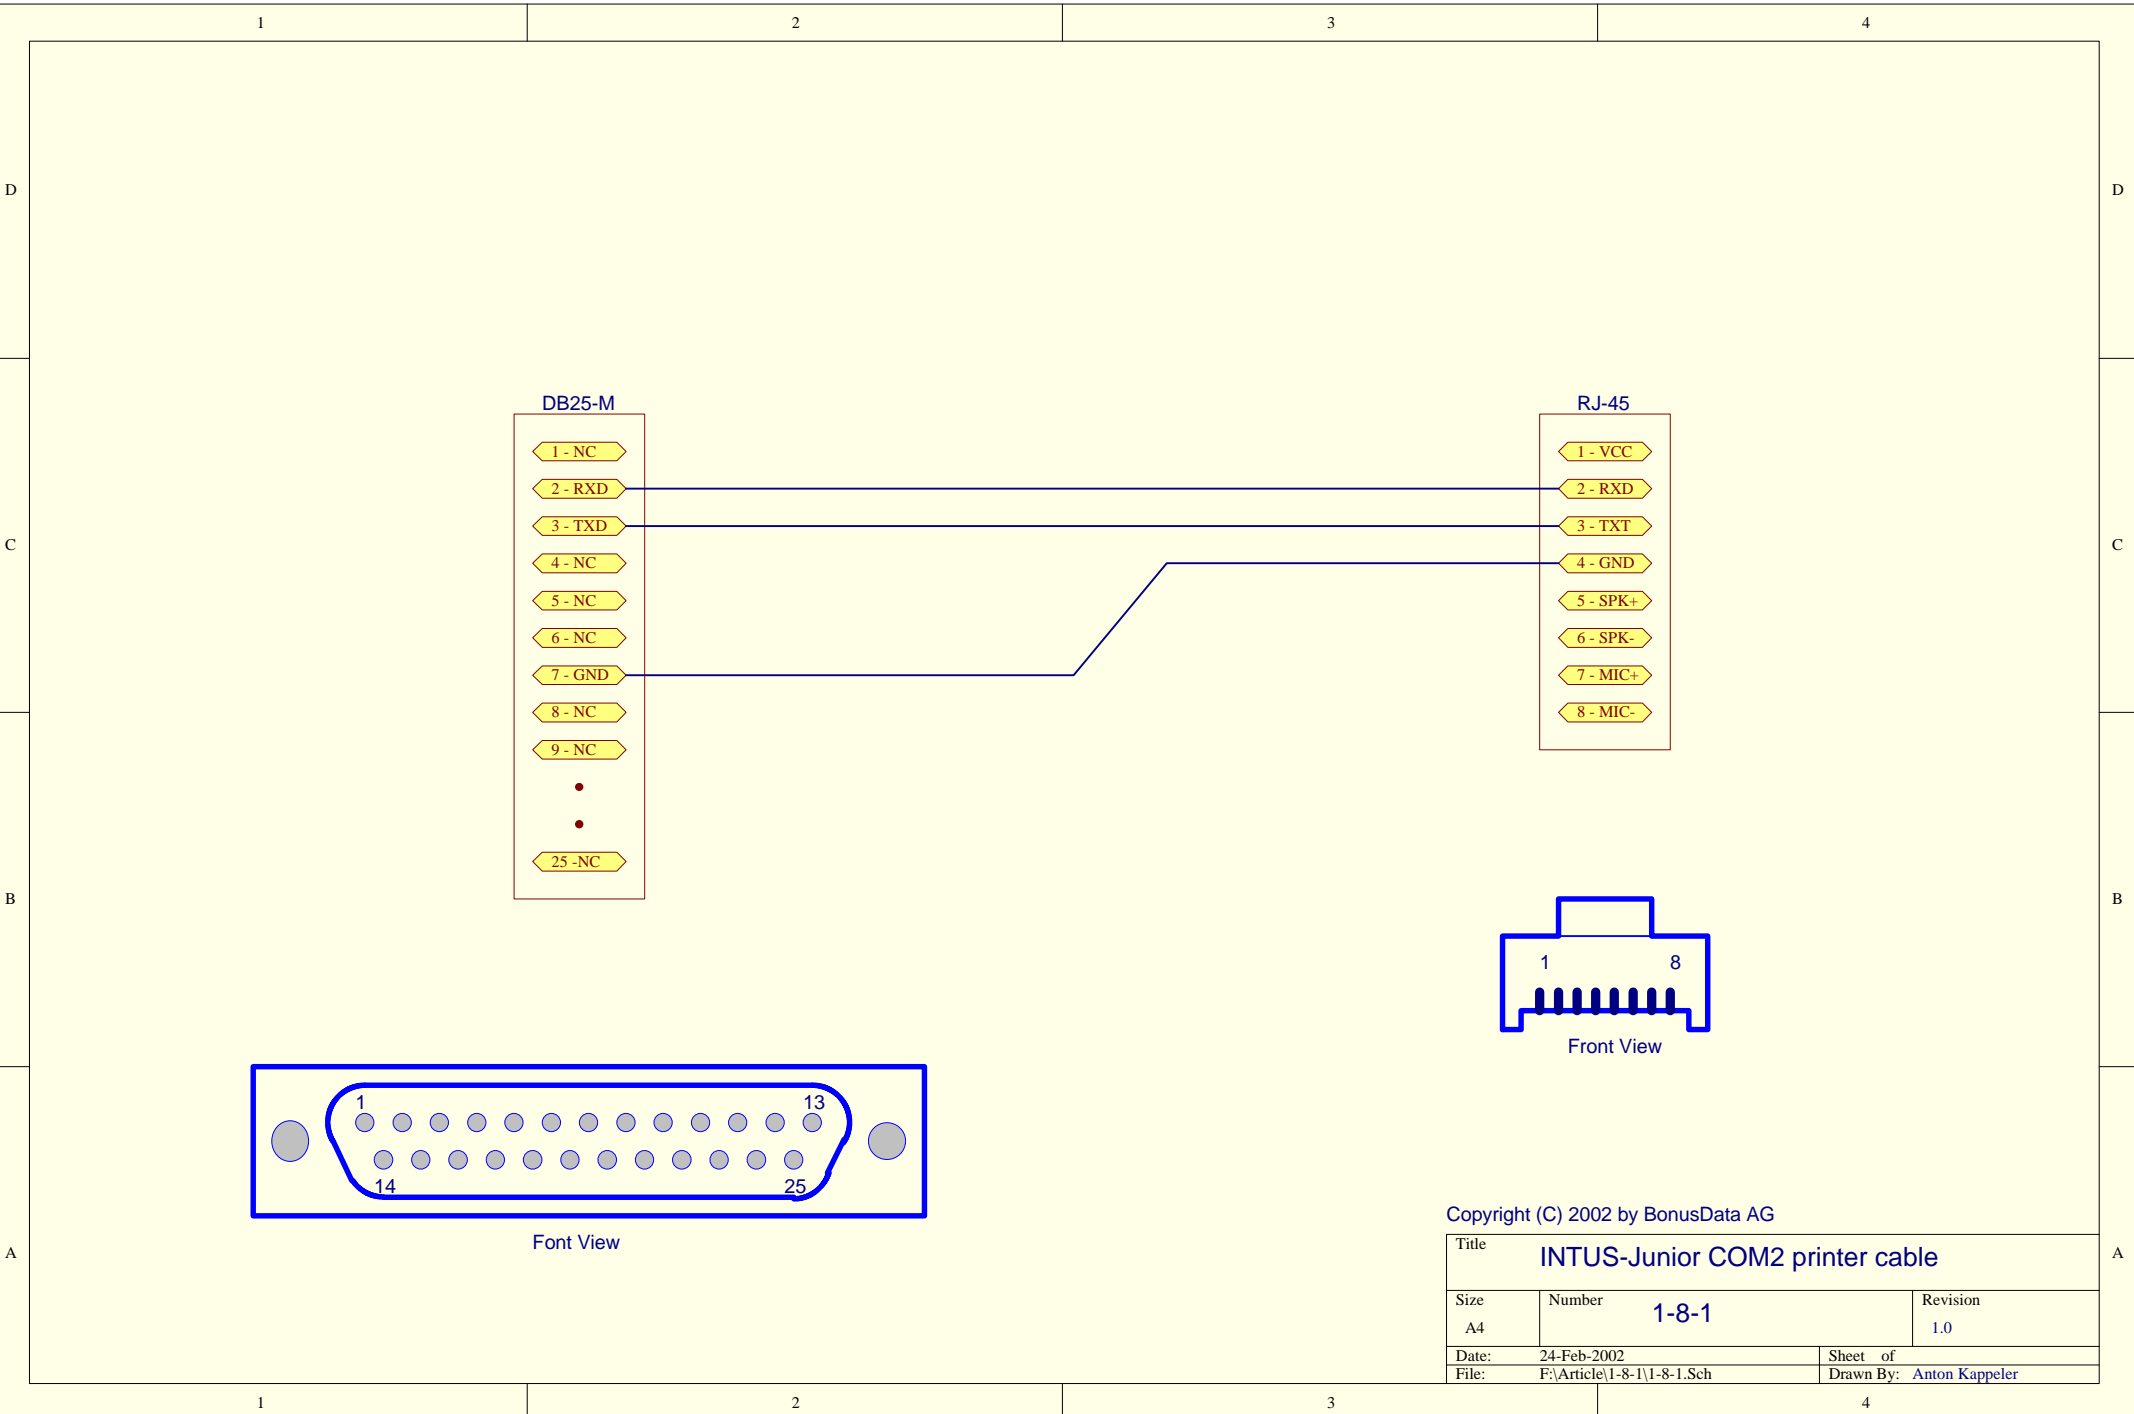 1 2 3 4
D D
DB25-M RJ-45
1 - NC 1 - VCC
2 - RXD 2 - RXD
3 - TXD 3 - TXT
C C
4 - NC 4 - GND
5 - NC 5 - SPK+
6 - NC 6 - SPK-
7 - GND 7 - MIC+
8 - NC 8 - MIC-
9 - NC
25 -NC
B B
1 8
Front View
1 13
14 25
Font View
Copyright (C) 2002 by BonusData AG
Title INTUS-Junior COM2 printer cable
A A
Size Number 1-8-1 Revision
A4 1.0
Date: 24-Feb-2002 Sheet of
File: F:\Article\1-8-1\1-8-1.Sch Drawn By: Anton Kappeler
1 2 3 4